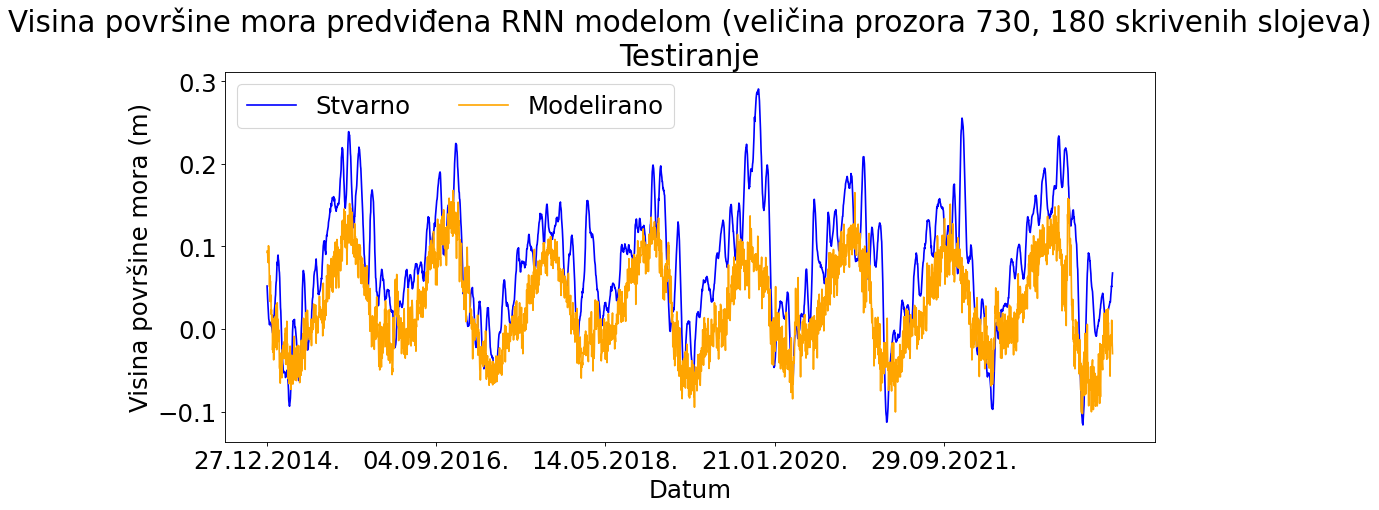 Visina površine mora predviđena RNN modelom (veličina prozora 730, 180 skrivenih slojeva)
Testiranje
Stvarno
Modelirano
Visina površine mora (m)
0.3
0.2
0.1
0.0
−0.1
27.12.2014.
04.09.2016.
14.05.2018.
21.01.2020.
29.09.2021.
Datum